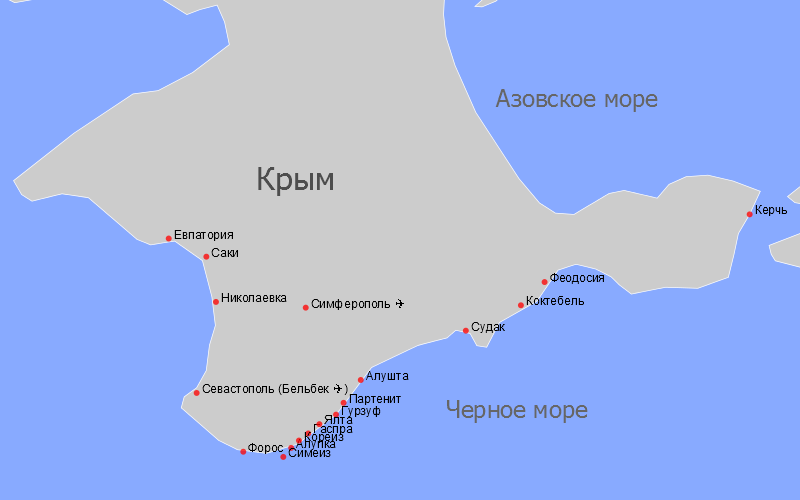 Азовское море
Крым
Керчь
Евпатория
Саки
Феодосия
Николаевка
Симферополь ✈
Коктебель
Судак
Алушта
Севастополь (Бельбек ✈)
Партенит
Гурзуф
Черное море
Ялта
Гаспра
Кореиз
Алупка
Форос
Симеиз